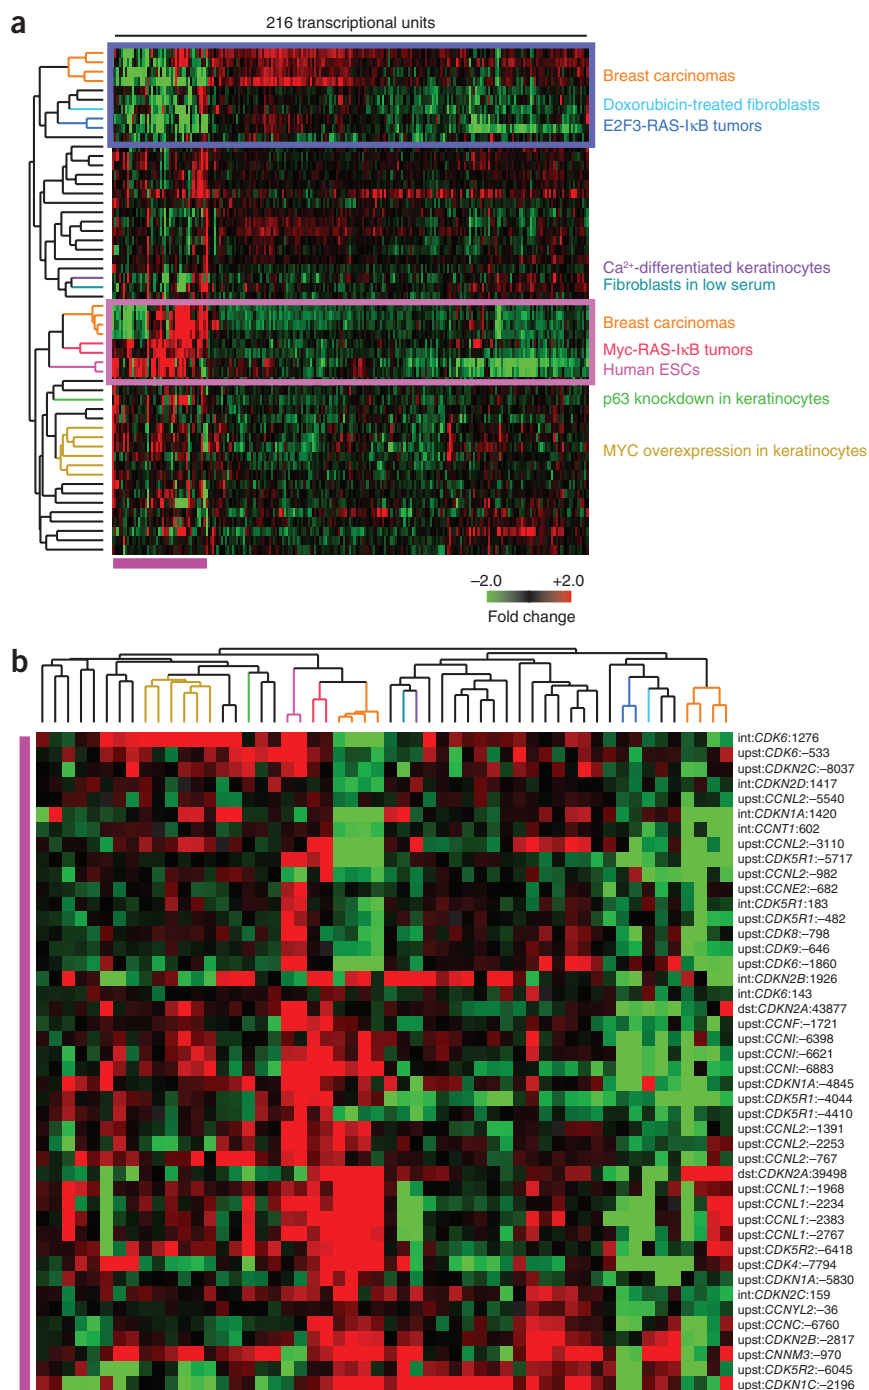 a
216 transcriptional units
Breast carcinomas
Doxorubicin-treated fibroblasts
E2F3-RAS-IκB tumors
Ca²⁺-differentiated keratinocytes
Fibroblasts in low serum
Breast carcinomas
Myc-RAS-IκB tumors
Human ESCs
p63 knockdown in keratinocytes
MYC overexpression in keratinocytes
–2.0 +2.0
Fold change
b
int:CDK6:1276
upst:CDK6:–533
upst:CDKN2C:–8037
int:CDKN2D:1417
upst:CCNL2:–5540
int:CDKN1A:1420
int:CCNT1:602
upst:CCNL2:–3110
upst:CDK5R1:–5717
upst:CCNL2:–982
upst:CCNE2:–682
int:CDK5R1:183
upst:CDK5R1:–482
upst:CDK8:–798
upst:CDK9:–646
upst:CDK6:–1860
int:CDKN2B:1926
int:CDK6:143
dst:CDKN2A:43877
upst:CCNF:–1721
upst:CCNI:–6398
upst:CCNI:–6621
upst:CCNI:–6883
upst:CDKN1A:–4845
upst:CDK5R1:–4044
upst:CDK5R1:–4410
upst:CCNL2:–1391
upst:CCNL2:–2253
upst:CCNL2:–767
dst:CDKN2A:39498
upst:CCNL1:–1968
upst:CCNL1:–2234
upst:CCNL1:–2383
upst:CCNL1:–2767
upst:CDK5R2:–6418
upst:CDK4:–7794
upst:CDKN1A:–5830
int:CDKN2C:159
upst:CCNYL2:–36
upst:CCNC:–6760
upst:CDKN2B:–2817
upst:CNNM3:–970
upst:CDK5R2:–6045
upst:CDKN1C:–2196